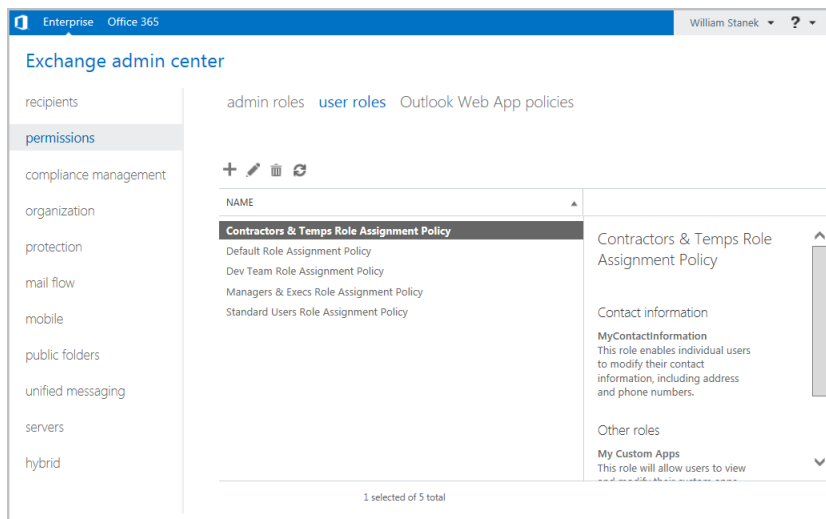 Enterprise Office 365
William Stanek ?
Exchange admin center
recipients
permissions
compliance management
organization
protection
mail flow
mobile
public folders
unified messaging
servers
hybrid
admin roles user roles Outlook Web App policies
NAME
Contractors & Temps Role Assignment Policy
Default Role Assignment Policy
Dev Team Role Assignment Policy
Managers & Execs Role Assignment Policy
Standard Users Role Assignment Policy
1 selected of 5 total
Contractors & Temps Role
Assignment Policy
Contact information
MyContactInformation
This role enables individual users
to modify their contact
information, including address
and phone numbers.
Other roles
My Custom Apps
This role will allow users to view
and modify their custom apps